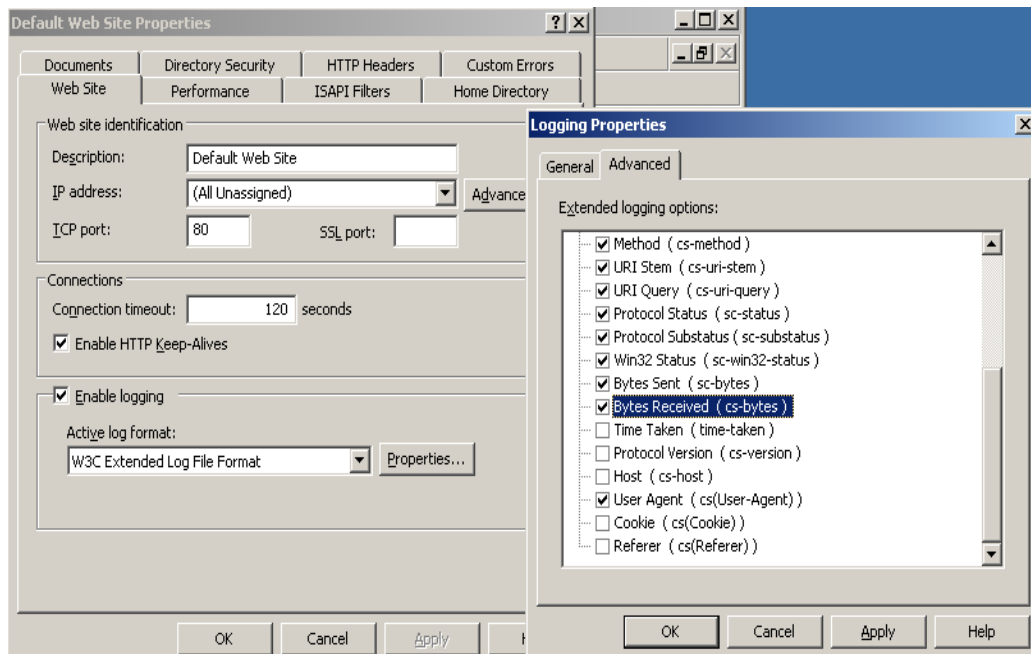 Default Web Site Properties
Documents
Directory Security
HTTP Headers
Custom Errors
Web Site
Performance
ISAPI Filters
Home Directory
Web site identification
Description:
Default Web Site
IP address:
(All Unassigned)
Advance
TCP port:
80
SSL port:
Connections
Connection timeout:
120
seconds
Enable HTTP Keep-Alives
Enable logging
Active log format:
W3C Extended Log File Format
Properties...
OK
Cancel
Apply
Logging Properties
General
Advanced
Extended logging options:
Method ( cs-method )
URI Stem ( cs-uri-stem )
URI Query ( cs-uri-query )
Protocol Status ( sc-status )
Protocol Substatus ( sc-substatus )
Win32 Status ( sc-win32-status )
Bytes Sent ( sc-bytes )
Bytes Received ( cs-bytes )
Time Taken ( time-taken )
Protocol Version ( cs-version )
Host ( cs-host )
User Agent ( cs(User-Agent) )
Cookie ( cs(Cookie) )
Referer ( cs(Referer) )
OK
Cancel
Apply
Help